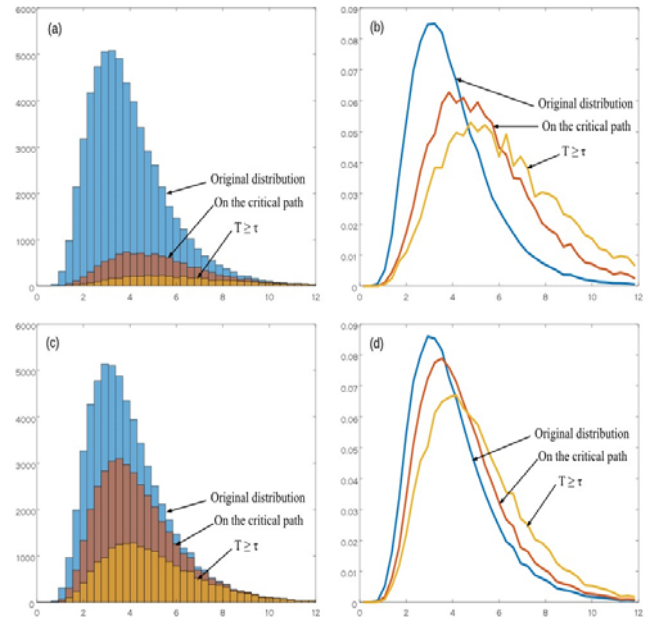 (a)
6000
5000
4000
3000
2000
1000
0
Original distribution
On the critical path
T ≥ τ
0 2 4 6 8 10 12
(b)
0.09
0.08
0.07
0.06
0.05
0.04
0.03
0.02
0.01
0
Original distribution
On the critical path
T ≥ τ
0 2 4 6 8 10 12
(c)
6000
5000
4000
3000
2000
1000
0
Original distribution
On the critical path
T ≥ τ
0 2 4 6 8 10 12
(d)
0.09
0.08
0.07
0.06
0.05
0.04
0.03
0.02
0.01
0
Original distribution
On the critical path
T ≥ τ
0 2 4 6 8 10 12